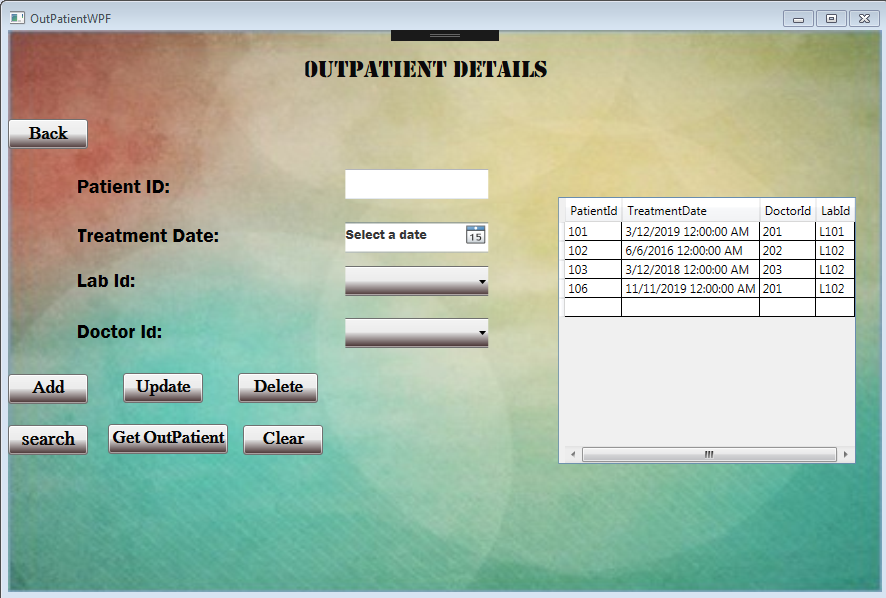 OutPatientWPF
OUTPATIENT DETAILS
Back
Patient ID:
Treatment Date:
Select a date
15
Lab Id:
Doctor Id:
Add
Update
Delete
search
Get OutPatient
Clear
PatientId TreatmentDate DoctorId LabId
101 3/12/2019 12:00:00 AM 201 L101
102 6/6/2016 12:00:00 AM 202 L102
103 3/12/2018 12:00:00 AM 203 L102
106 11/11/2019 12:00:00 AM 201 L102